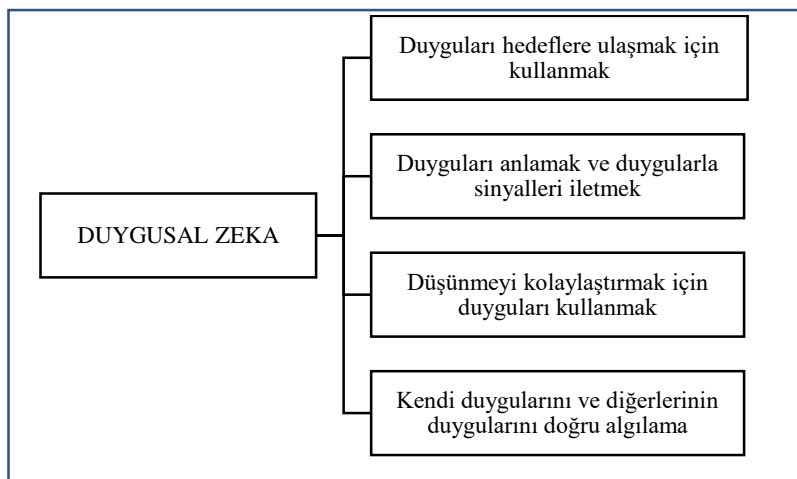 Duyguları hedeflere ulaşmak için
kullanmak
Duyguları anlamak ve duygularla
sinyalleri iletmek
DUYGUSAL ZEKA
Düşünmeyi kolaylaştırmak için
duyguları kullanmak
Kendi duygularını ve diğerlerinin
duygularını doğru algılama